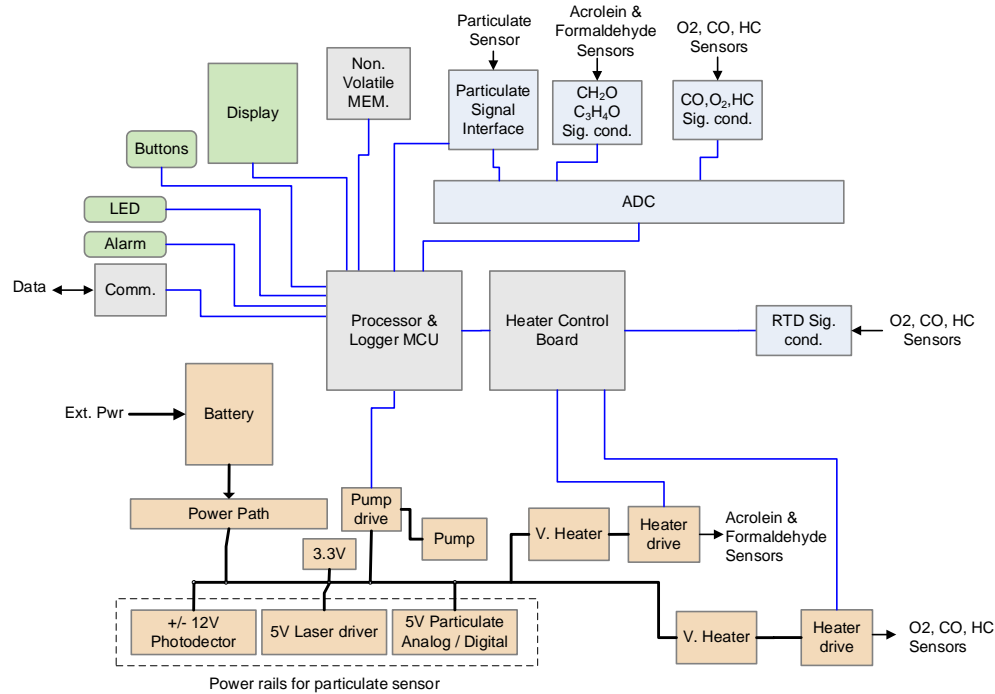 Particulate
Sensor
Acrolein &
Formaldehyde
Sensors
O2, CO, HC
Sensors
Non.
Volatile
MEM.
Particulate
Signal
Interface
CH₂O
C₃H₄O
Sig. cond.
CO,O₂,HC
Sig. cond.
Display
Buttons
LED
Alarm
ADC
Data
Comm.
Processor &
Logger MCU
Heater Control
Board
RTD Sig.
cond.
O2, CO, HC
Sensors
Ext. Pwr
Battery
Power Path
Pump
drive
Pump
3.3V
V. Heater
Heater
drive
Acrolein &
Formaldehyde
Sensors
+/- 12V
Photodector
5V Laser driver
5V Particulate
Analog / Digital
V. Heater
Heater
drive
O2, CO, HC
Sensors
Power rails for particulate sensor